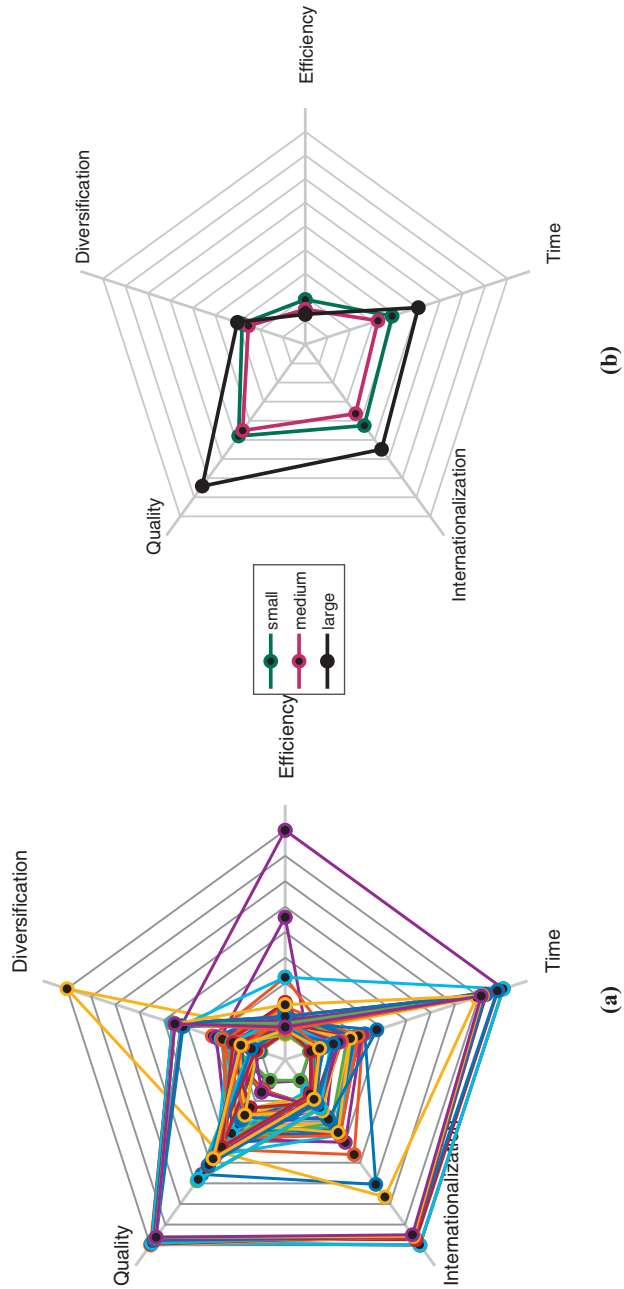 Efficiency
Diversification
Quality
Internationalization
Time
(a)
small
medium
large
Efficiency
Diversification
Quality
Internationalization
Time
(b)